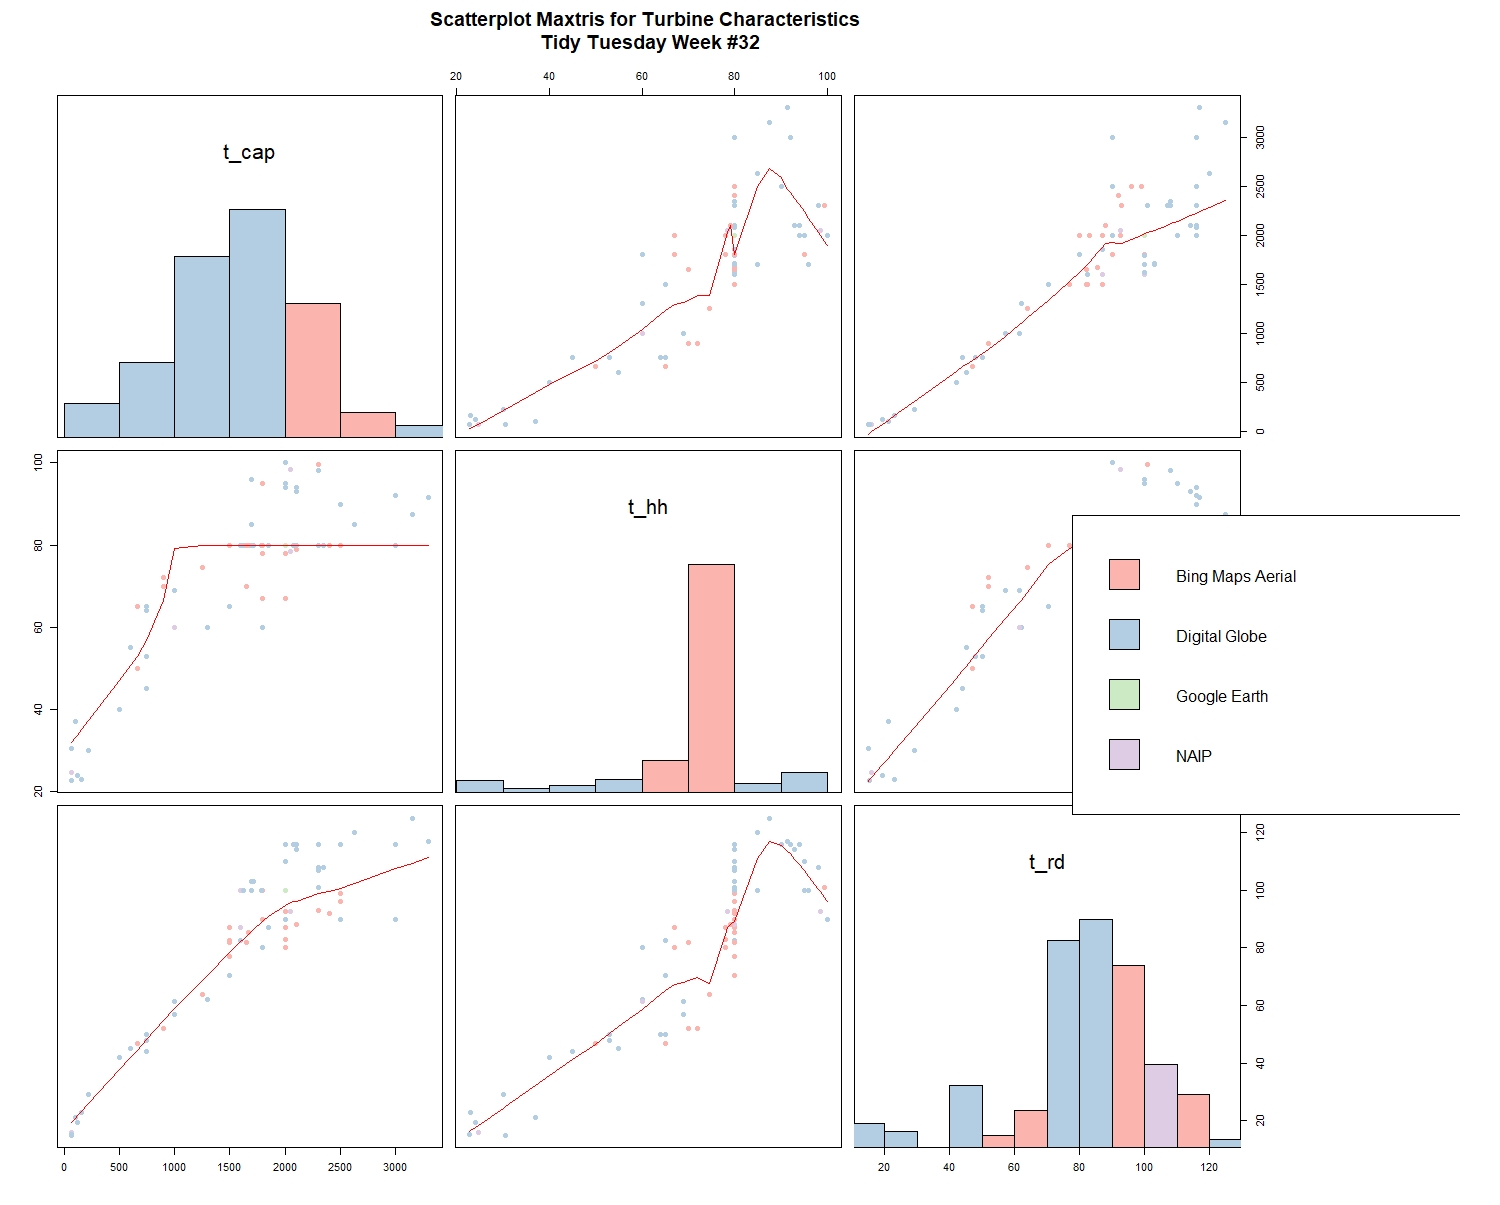 Scatterplot Maxtris for Turbine Characteristics
Tidy Tuesday Week #32
20 40 60 80 100
t_cap
0 500 1000 1500 2000 2500 3000
20 40 60 80 100
t_hh
Bing Maps Aerial
Digital Globe
Google Earth
NAIP
t_rd
20 40 60 80 100 120
0 500 1000 1500 2000 2500 3000
20 40 60 80 100 120